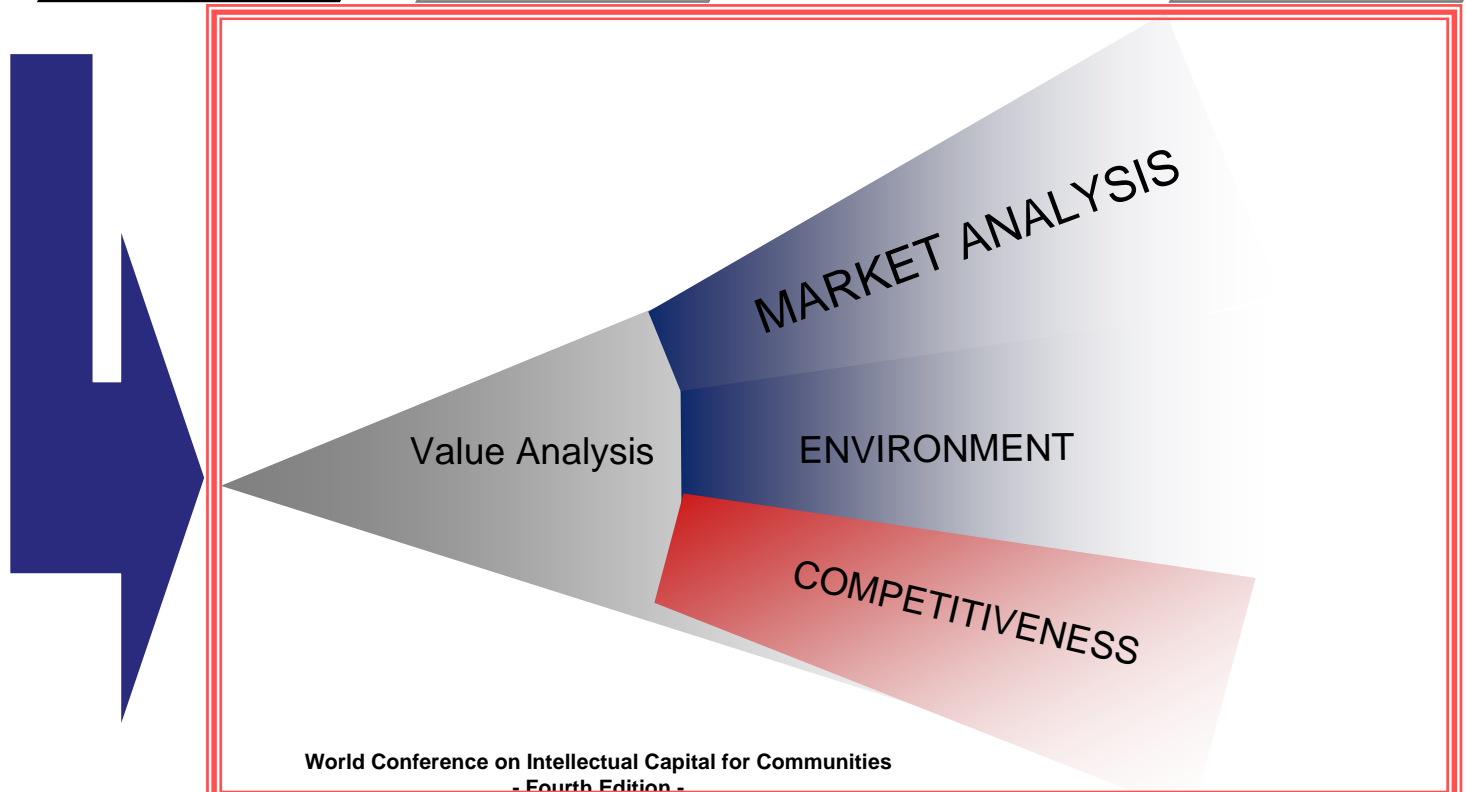 MARKET ANALYSIS
Value Analysis
ENVIRONMENT
COMPETITIVENESS
World Conference on Intellectual Capital for Communities
- Fourth Edition -